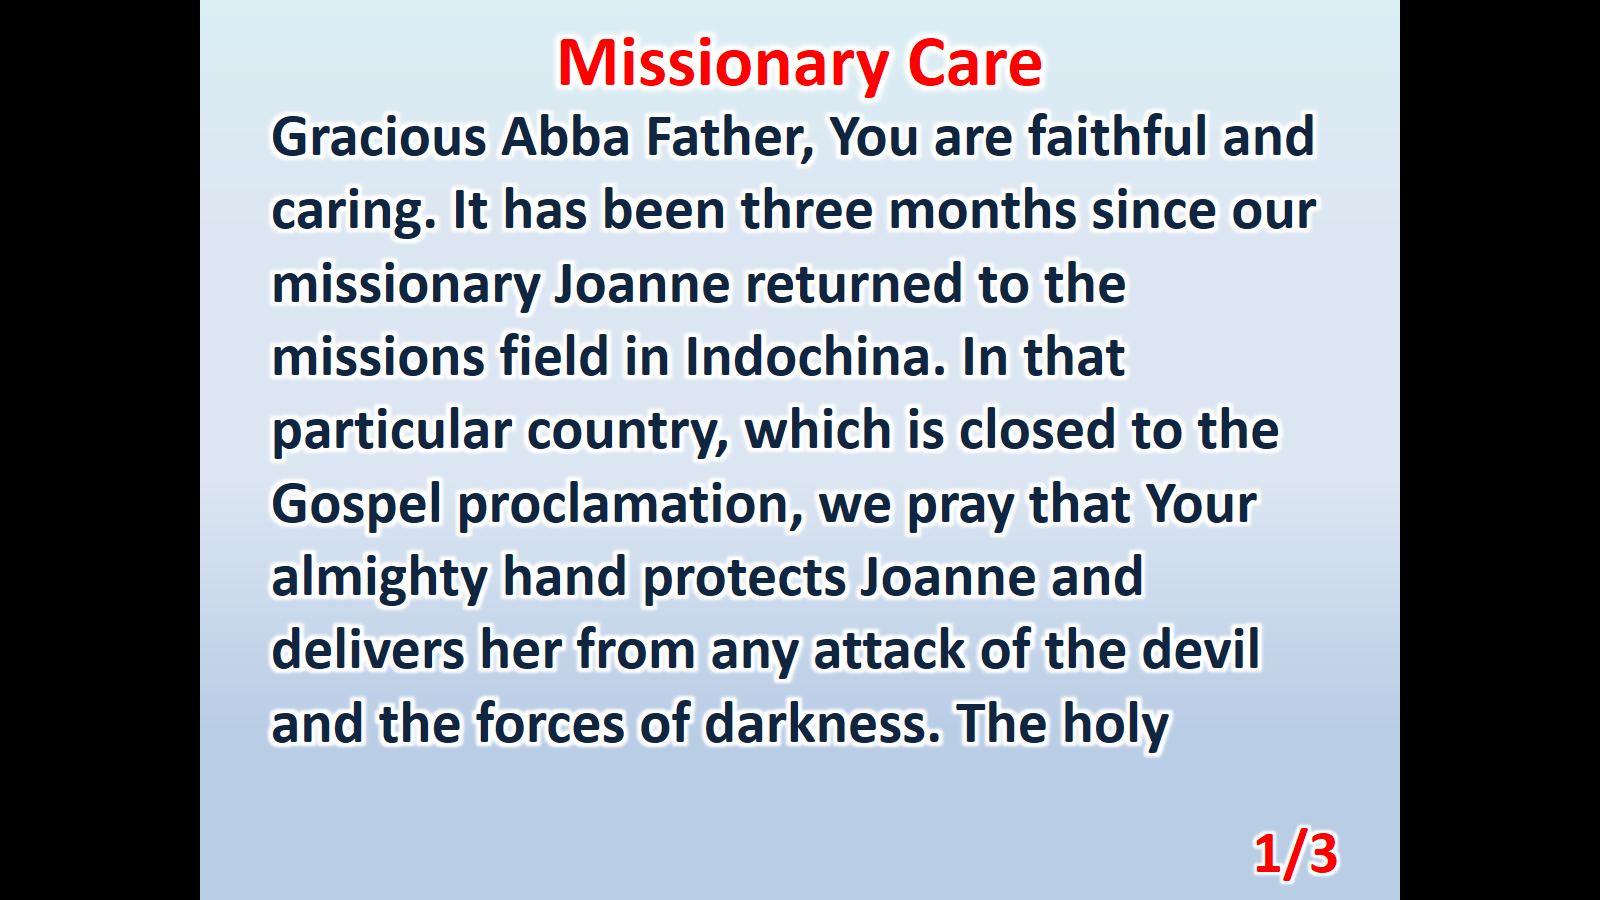 Missionary Care
Gracious Abba Father, You are faithful and
caring. It has been three months since our
missionary Joanne returned to the
missions field in Indochina. In that
particular country, which is closed to the
Gospel proclamation, we pray that Your
almighty hand protects Joanne and
delivers her from any attack of the devil
and the forces of darkness. The holy
1/3